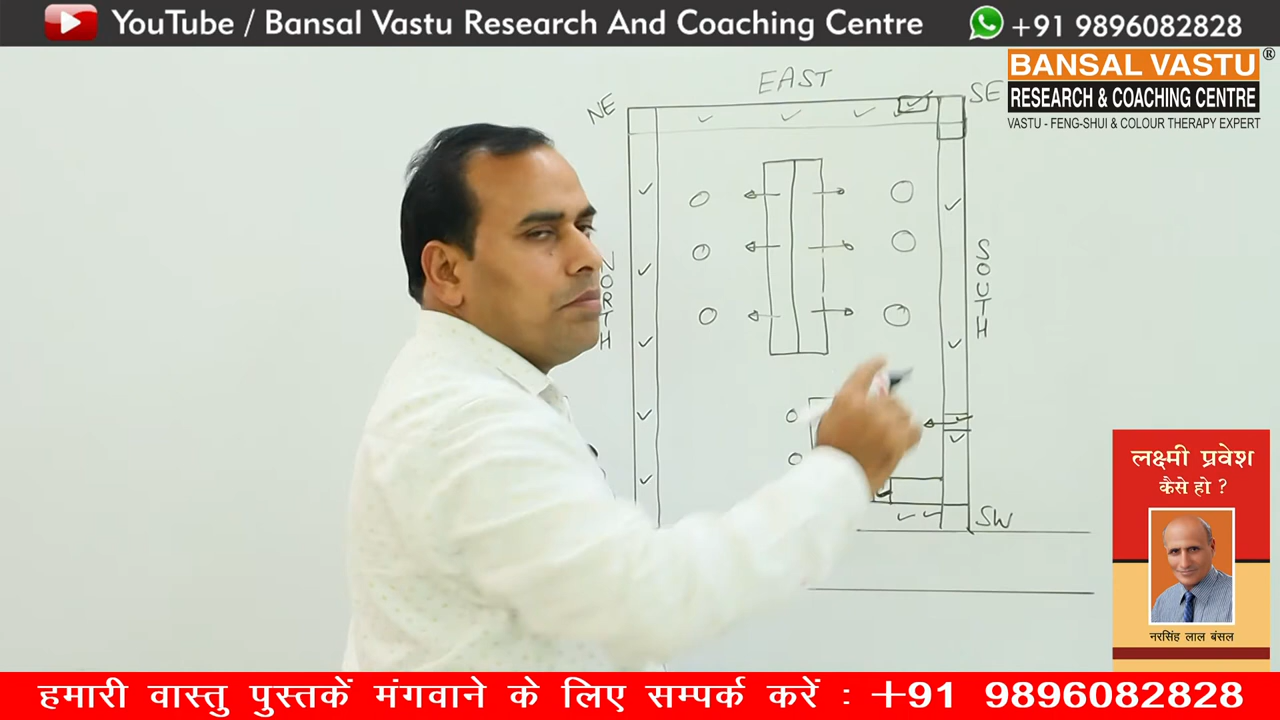 YouTube / Bansal Vastu Research And Coaching Centre
+91 9896082828
BANSAL VASTU®
RESEARCH & COACHING CENTRE
VASTU - FENG-SHUI & COLOUR THERAPY EXPERT
EAST
NE
SE
NORTH
SOUTH
SW
लक्ष्मी प्रवेश
कैसे हो ?
नरसिंह लाल बंसल
हमारी वास्तु पुस्तकें मंगवाने के लिए सम्पर्क करें : +91 9896082828